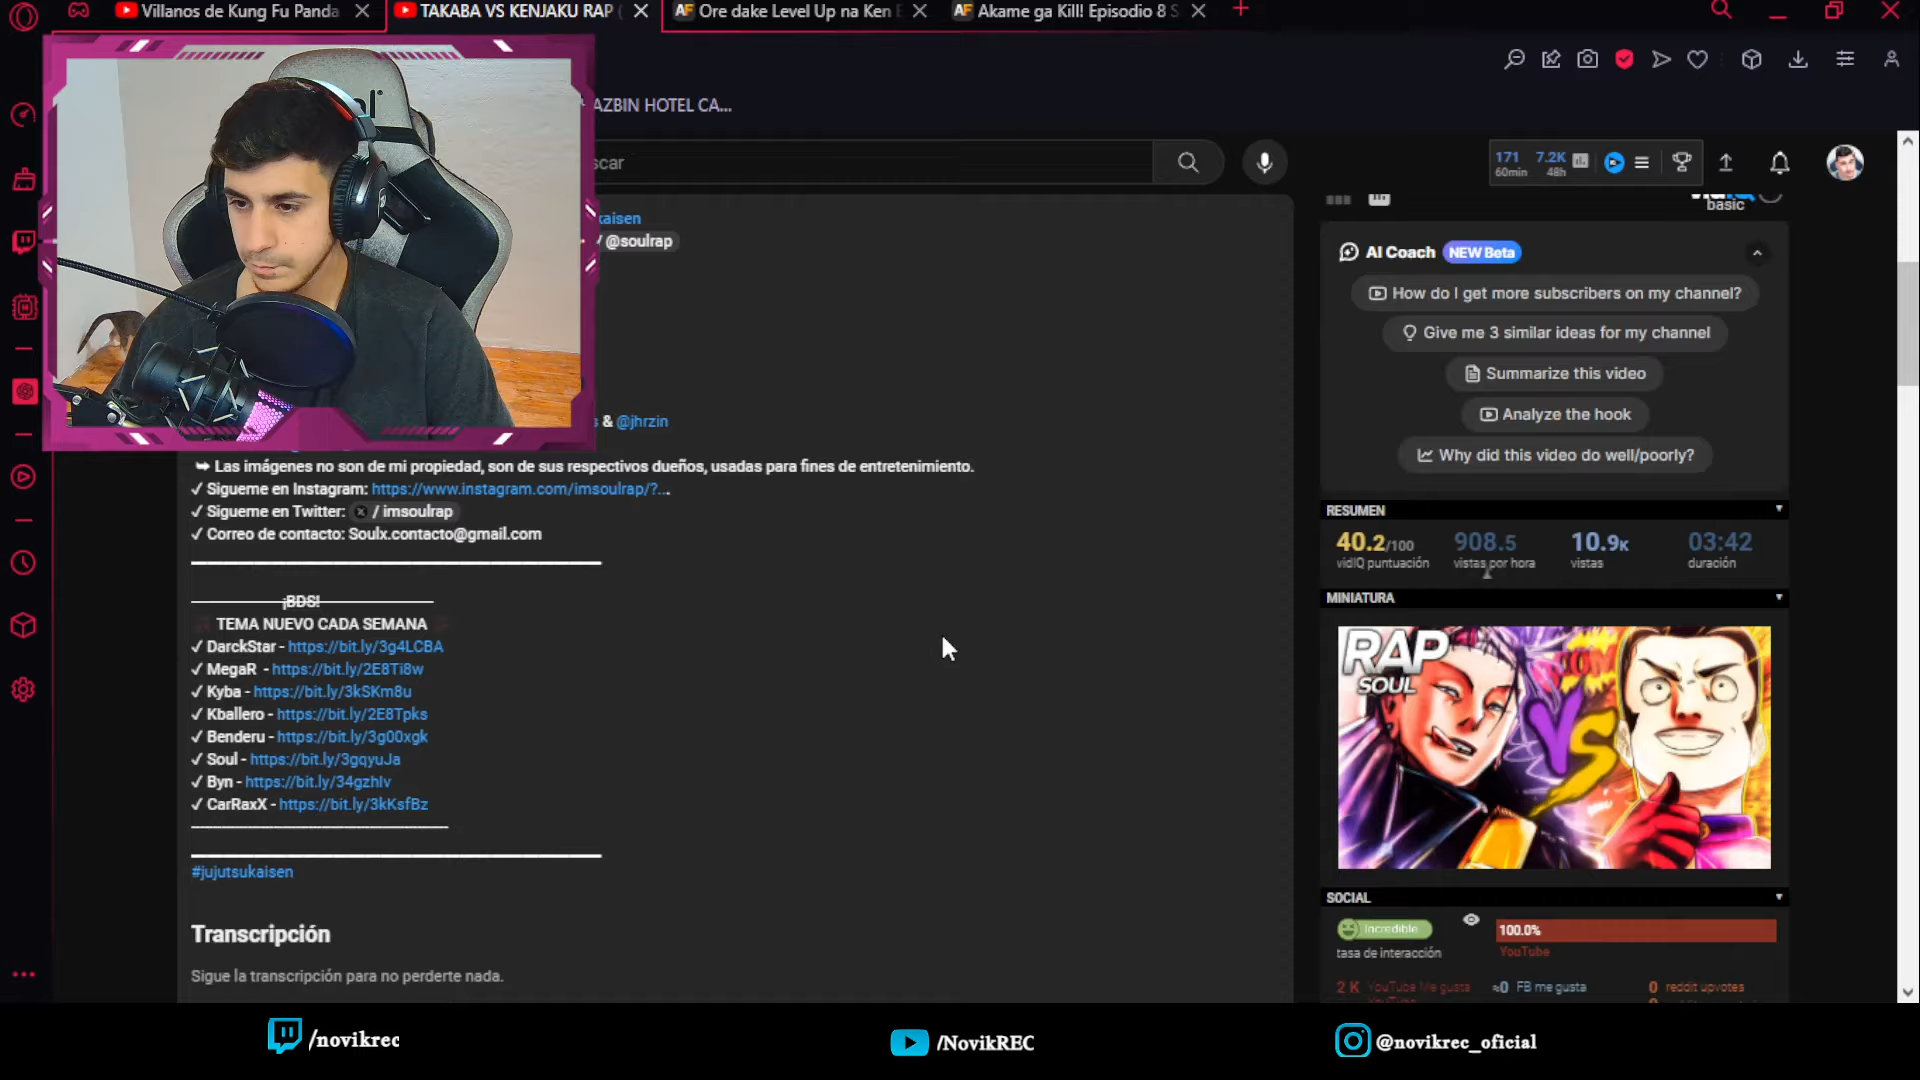 Villanos de Kung Fu Panda
TAKABA VS KENJAKU RAP (
Ore dake Level Up na Ken E
Akame ga Kill! Episodio 8 S
AZBIN HOTEL CA...
scar
171
60min
7.2K
48h
kaisen
/ @soulrap
& @jhrzin
↪ Las imágenes no son de mi propiedad, son de sus respectivos dueños, usadas para fines de entretenimiento.
✓ Sigueme en Instagram: https://www.instagram.com/imsoulrap/?...
✓ Sigueme en Twitter: / imsoulrap
✓ Correo de contacto: Soulx.contacto@gmail.com
¡BDS!
TEMA NUEVO CADA SEMANA
✓ DarckStar - https://bit.ly/3g4LCBA
✓ MegaR - https://bit.ly/2E8Ti8w
✓ Kyba - https://bit.ly/3kSKm8u
✓ Kballero - https://bit.ly/2E8Tpks
✓ Benderu - https://bit.ly/3g00xgk
✓ Soul - https://bit.ly/3gqyuJa
✓ Byn - https://bit.ly/34gzhIv
✓ CarRaxX - https://bit.ly/3kKsfBz
#jujutsukaisen
Transcripción
Sigue la transcripción para no perderte nada.
basic
AI Coach NEW Beta
How do I get more subscribers on my channel?
Give me 3 similar ideas for my channel
Summarize this video
Analyze the hook
Why did this video do well/poorly?
RESUMEN
40.2/100
vidIQ puntuación
908.5
vistas por hora
10.9K
vistas
03:42
duración
MINIATURA
RAP
SOUL
VS
SOCIAL
Incredible
tasa de interacción
100.0%
YouTube
2 K YouTube Me gusta
≈0 FB me gusta
0 reddit upvotes
/novikrec
/NovikREC
@novikrec_oficial